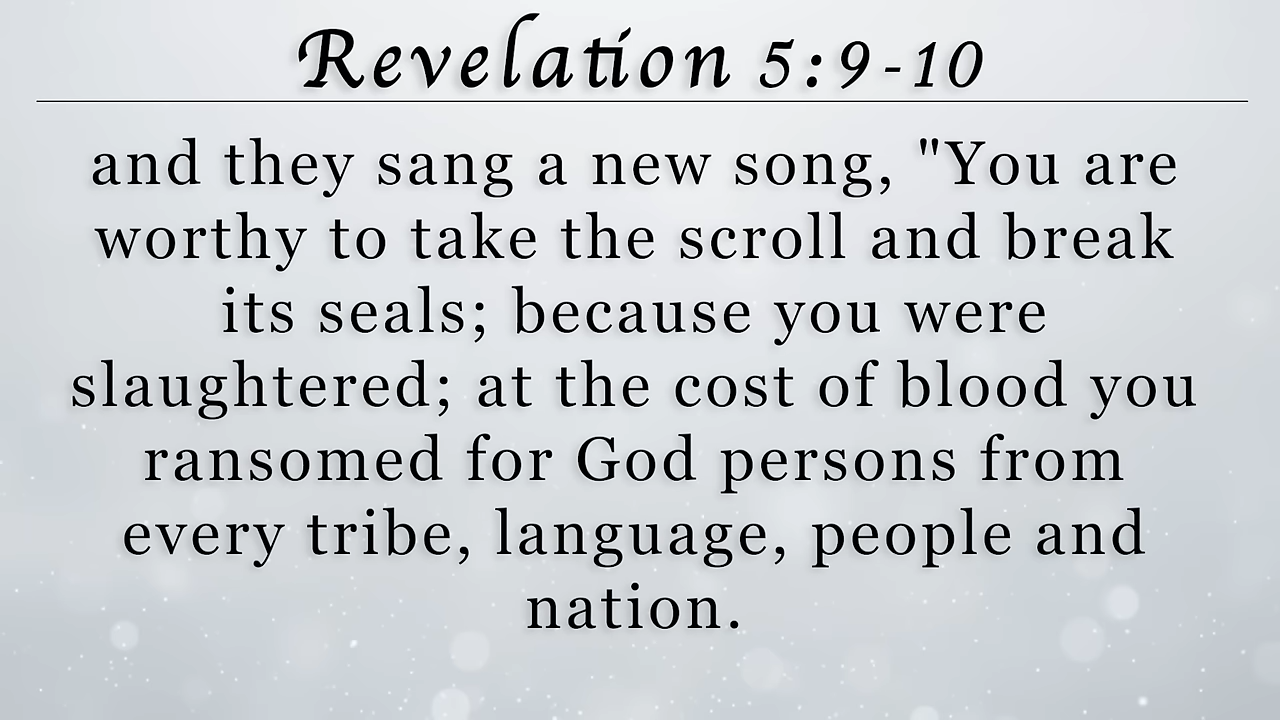 Revelation 5:9-10
and they sang a new song, "You are
worthy to take the scroll and break
its seals; because you were
slaughtered; at the cost of blood you
ransomed for God persons from
every tribe, language, people and
nation.